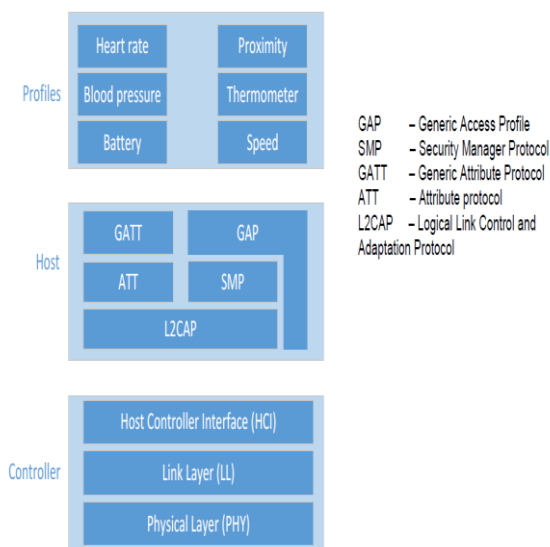 Profiles
Heart rate
Proximity
Blood pressure
Thermometer
Battery
Speed
Host
GATT
GAP
ATT
SMP
L2CAP
Controller
Host Controller Interface (HCI)
Link Layer (LL)
Physical Layer (PHY)
GAP – Generic Access Profile
SMP – Security Manager Protocol
GATT – Generic Attribute Protocol
ATT – Attribute protocol
L2CAP – Logical Link Control and
Adaptation Protocol